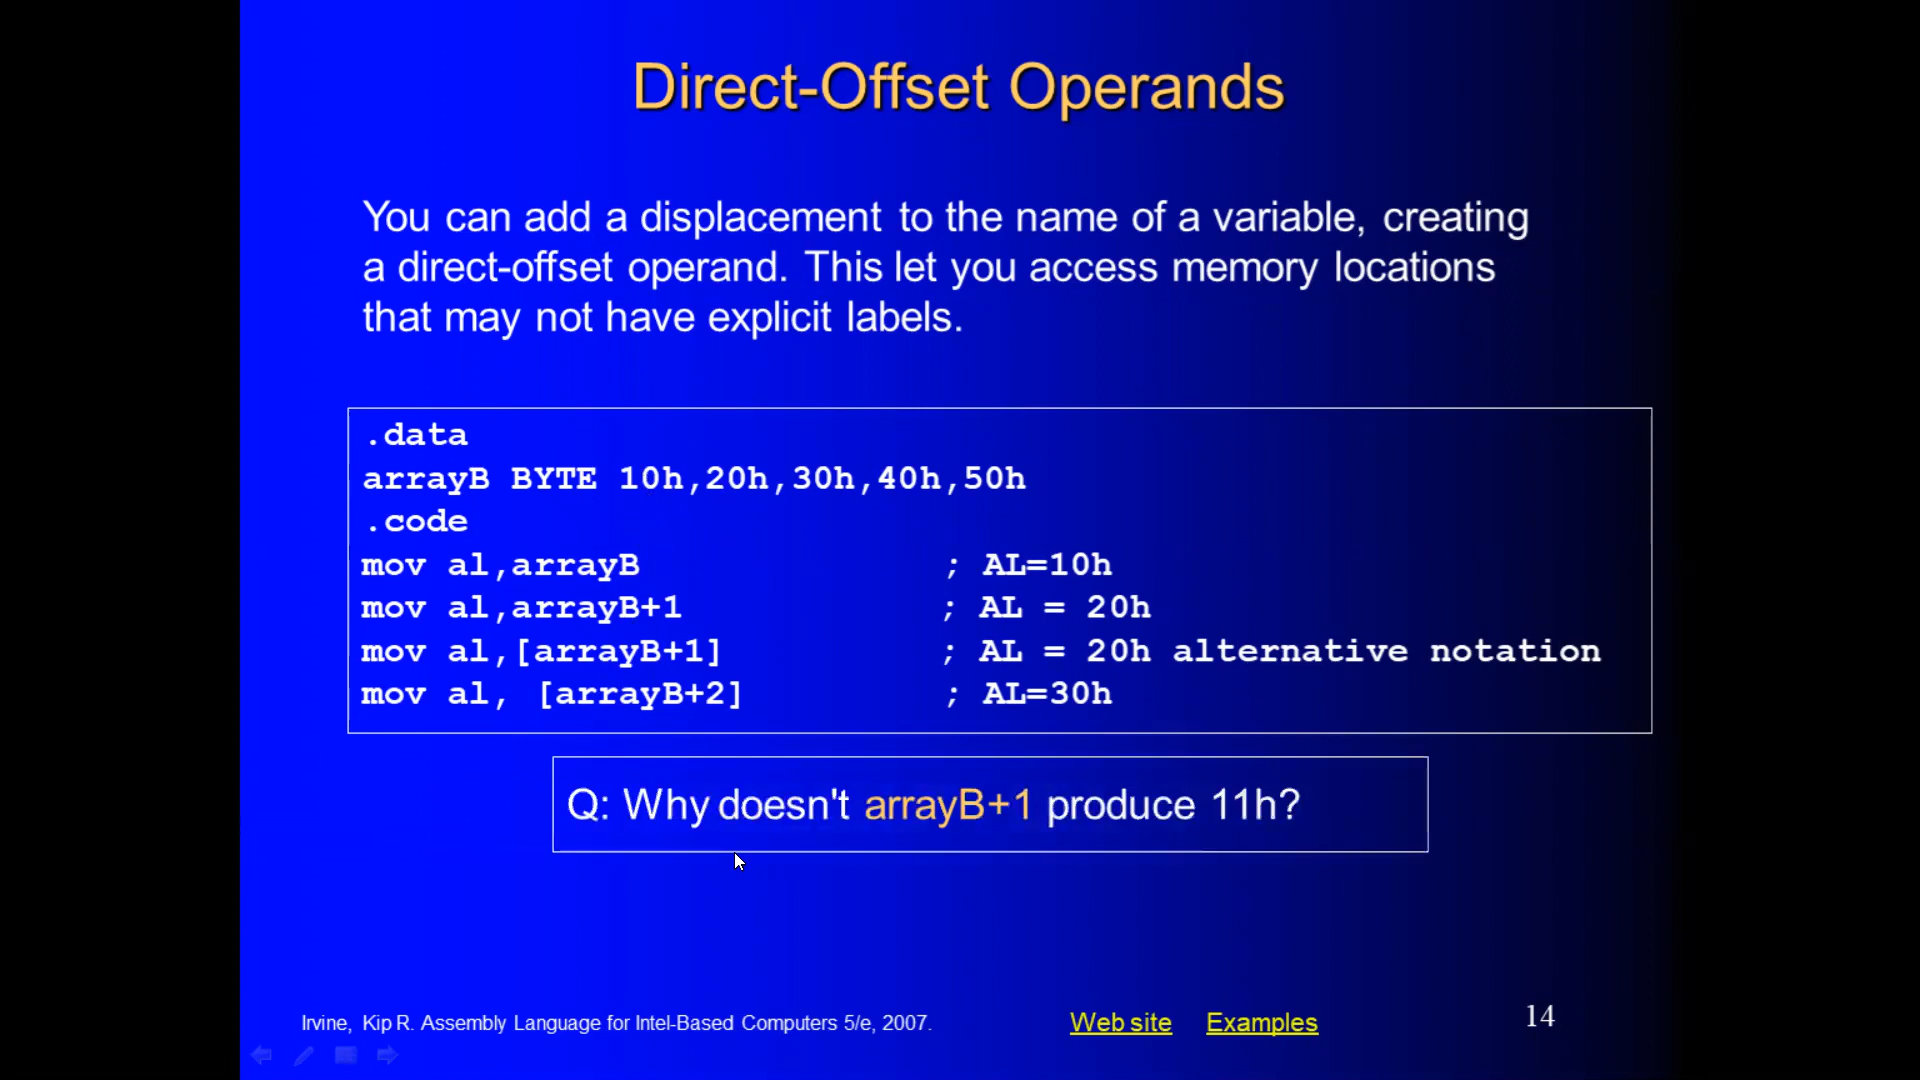 Direct-Offset Operands
You can add a displacement to the name of a variable, creating
a direct-offset operand. This let you access memory locations
that may not have explicit labels.
.data
arrayB BYTE 10h,20h,30h,40h,50h
.code
mov al,arrayB ; AL=10h
mov al,arrayB+1 ; AL = 20h
mov al,[arrayB+1] ; AL = 20h alternative notation
mov al, [arrayB+2] ; AL=30h
Q: Why doesn't arrayB+1 produce 11h?
Irvine, Kip R. Assembly Language for Intel-Based Computers 5/e, 2007. Web site Examples 14